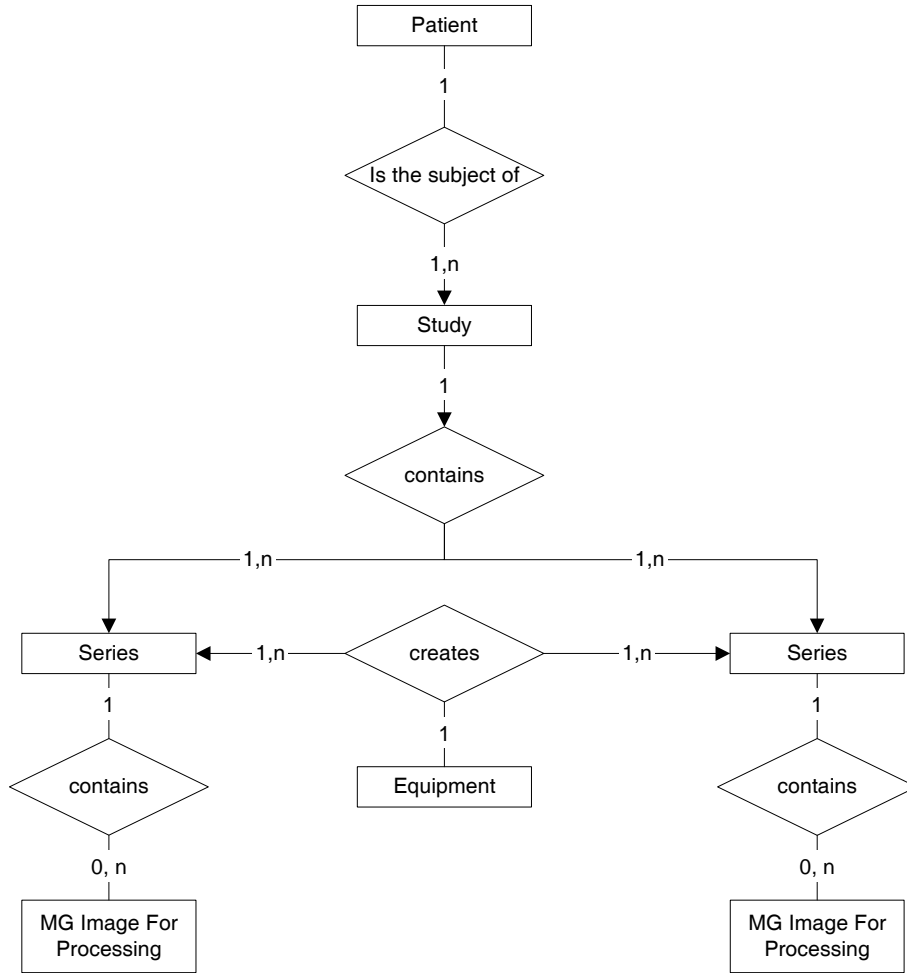 Patient
1
Is the subject of
1,n
Study
1
contains
1,n
1,n
Series
1,n
creates
1,n
Series
1
1
1
contains
Equipment
contains
0, n
0, n
MG Image For
Processing
MG Image For
Processing